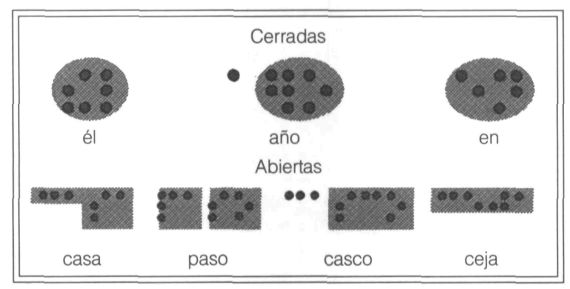 Cerradas
él año en
Abiertas
casa paso casco ceja